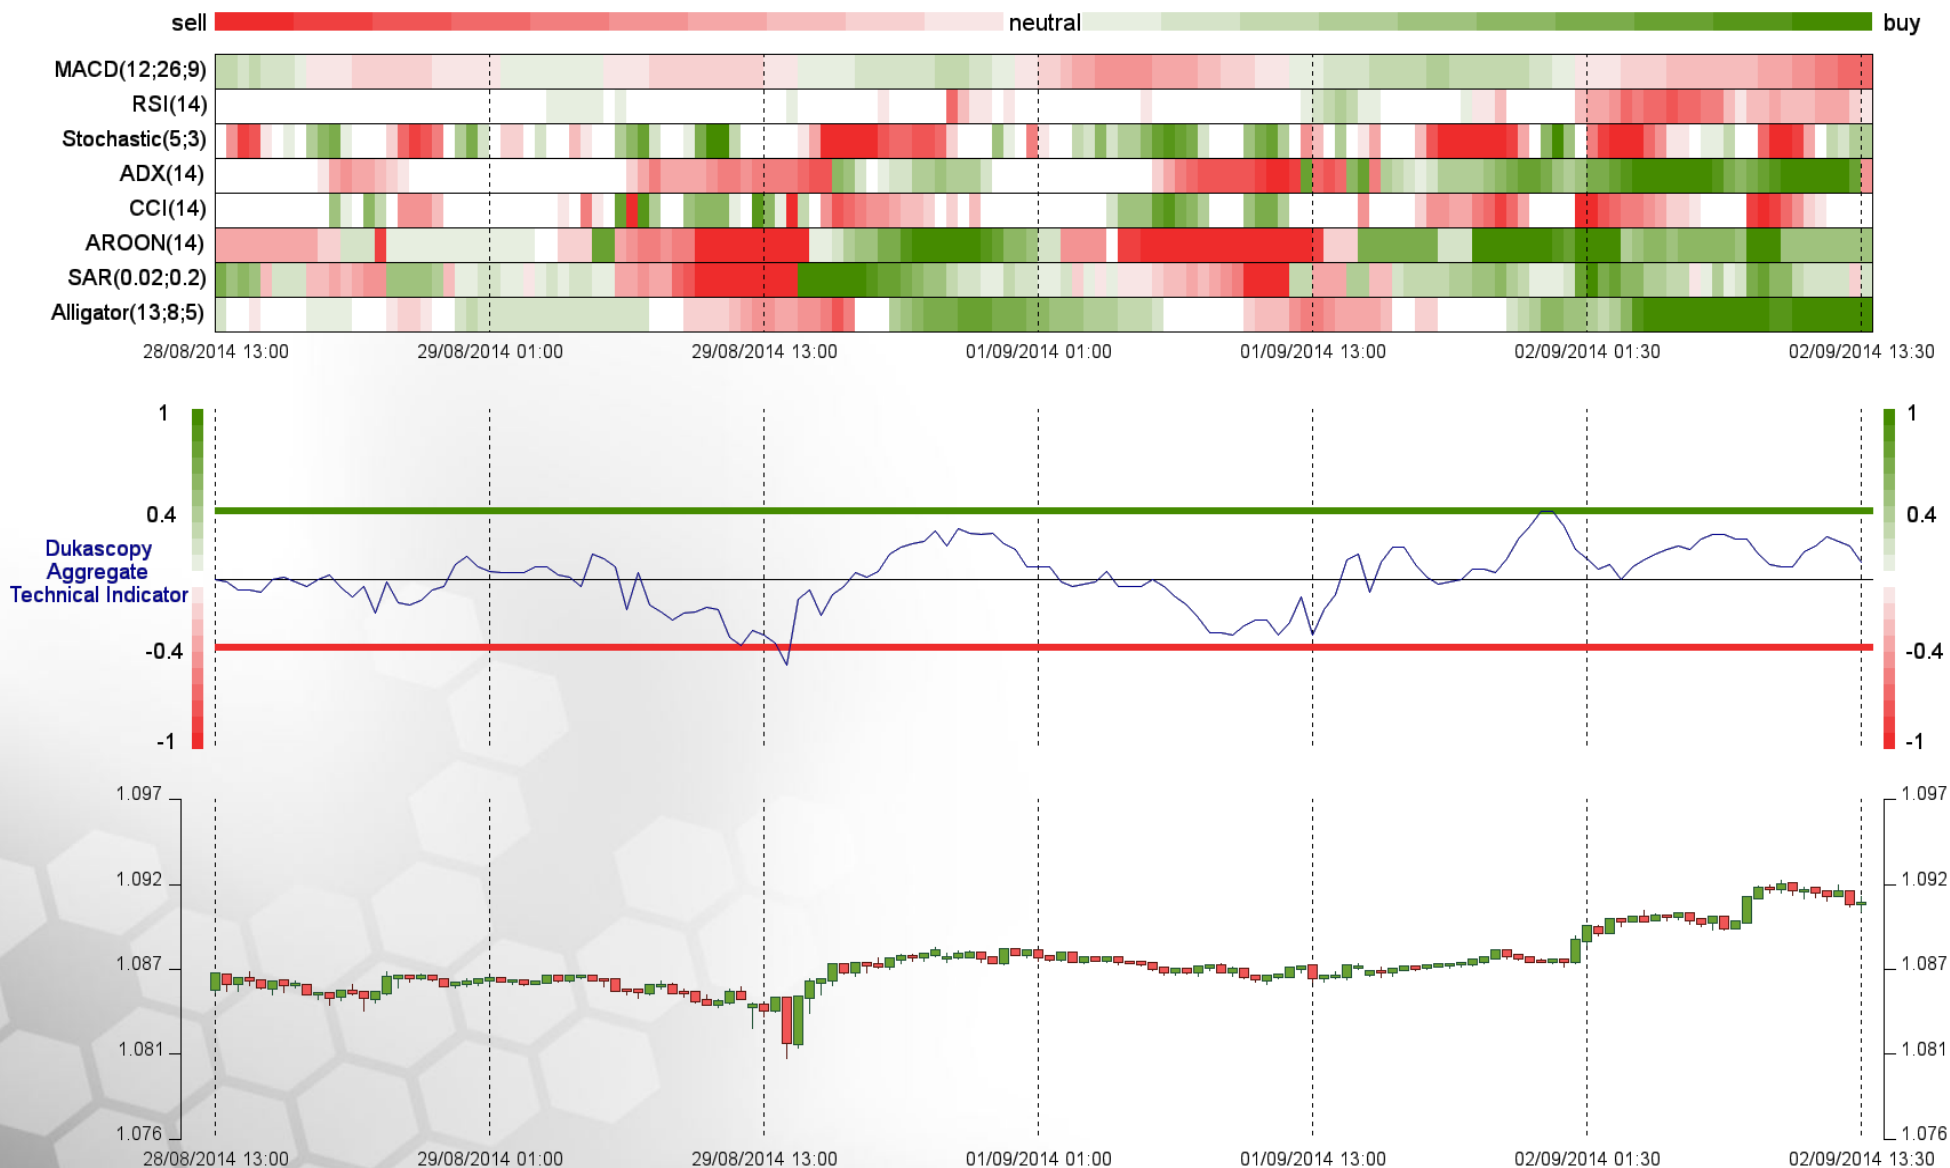 sell neutral buy
MACD(12;26;9)
RSI(14)
Stochastic(5;3)
ADX(14)
CCI(14)
AROON(14)
SAR(0.02;0.2)
Alligator(13;8;5)
28/08/2014 13:00 29/08/2014 01:00 29/08/2014 13:00 01/09/2014 01:00 01/09/2014 13:00 02/09/2014 01:30 02/09/2014 13:30
1 1
0.4 0.4
Dukascopy
Aggregate
Technical Indicator
-0.4 -0.4
-1 -1
1.097 1.097
1.092 1.092
1.087 1.087
1.081 1.081
1.076 1.076
28/08/2014 13:00 29/08/2014 01:00 29/08/2014 13:00 01/09/2014 01:00 01/09/2014 13:00 02/09/2014 01:30 02/09/2014 13:30